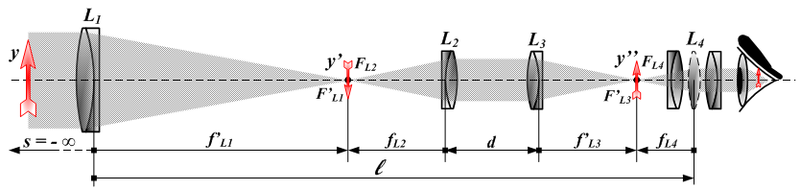 L1
L2
L3
L4
y
y'
FL2
F'L1
y''
FL4
F'L3
s = - ∞
f'L1
fL2
d
f'L3
fL4
ℓ